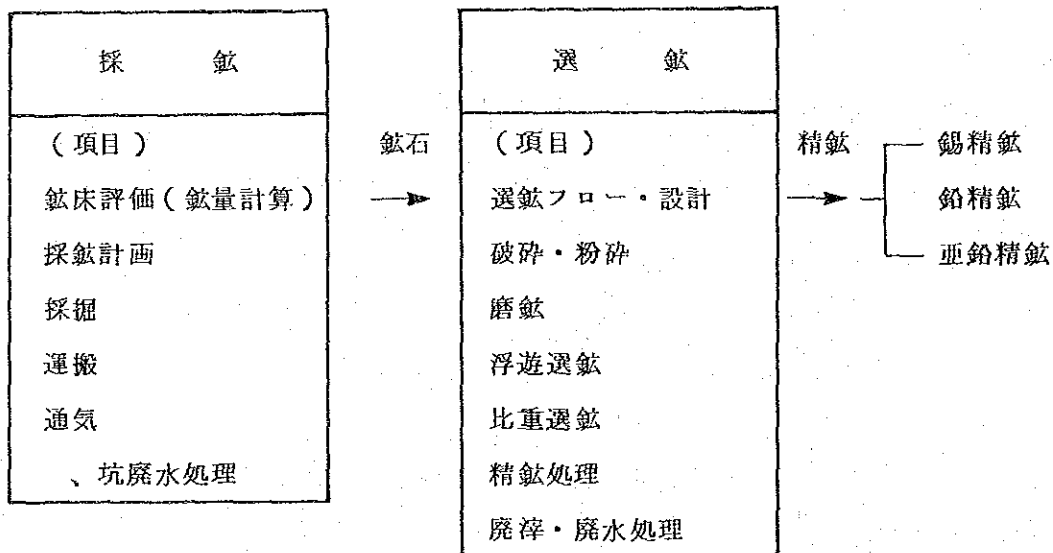 採　　鉱
(項目)
鉱床評価(鉱量計算)
採鉱計画
採掘
運搬
通気
、坑廃水処理
鉱石
選　　鉱
(項目)
選鉱フロー・設計
破砕・粉砕
磨鉱
浮遊選鉱
比重選鉱
精鉱処理
廃滓・廃水処理
精鉱
錫精鉱
鉛精鉱
亜鉛精鉱